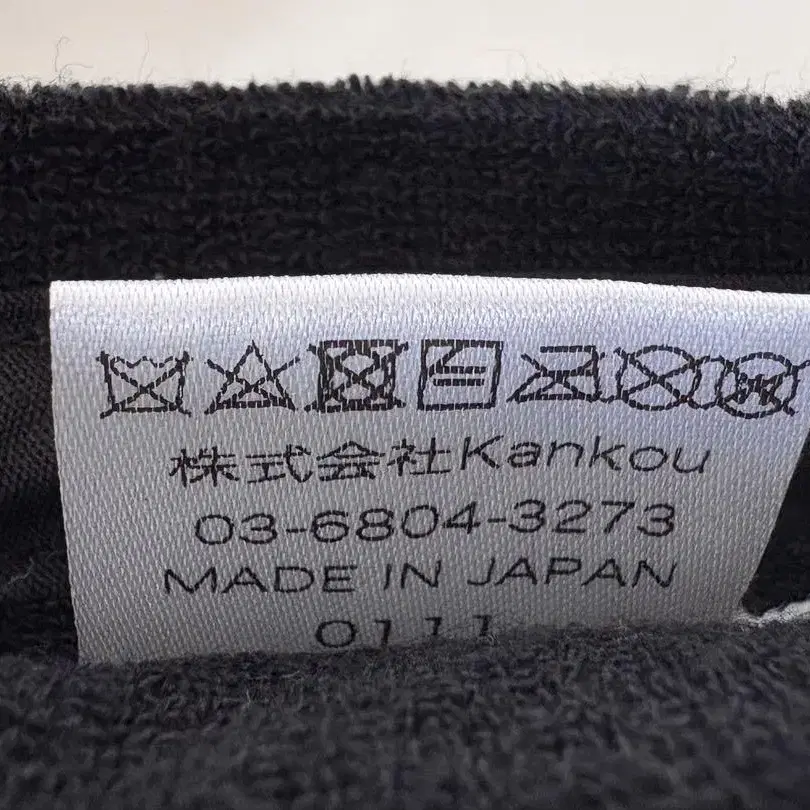 株式会社Kankou
03-6804-3273
MADE IN JAPAN
0111